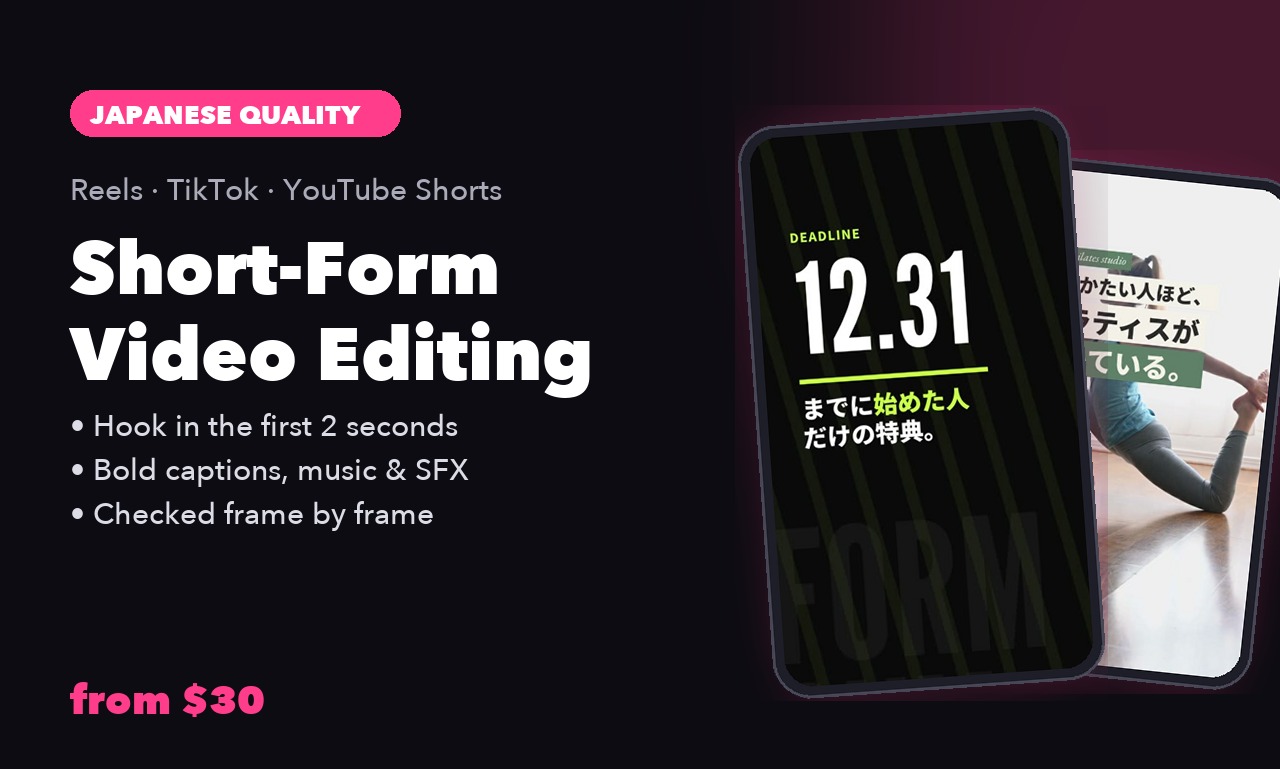 JAPANESE QUALITY
Reels · TikTok · YouTube Shorts
Short-Form
Video Editing
• Hook in the first 2 seconds
• Bold captions, music & SFX
• Checked frame by frame
from $30
DEADLINE
12.31
までに始めた人
だけの特典。
FORM
studio
かたい人ほど、
ティスが
ている。